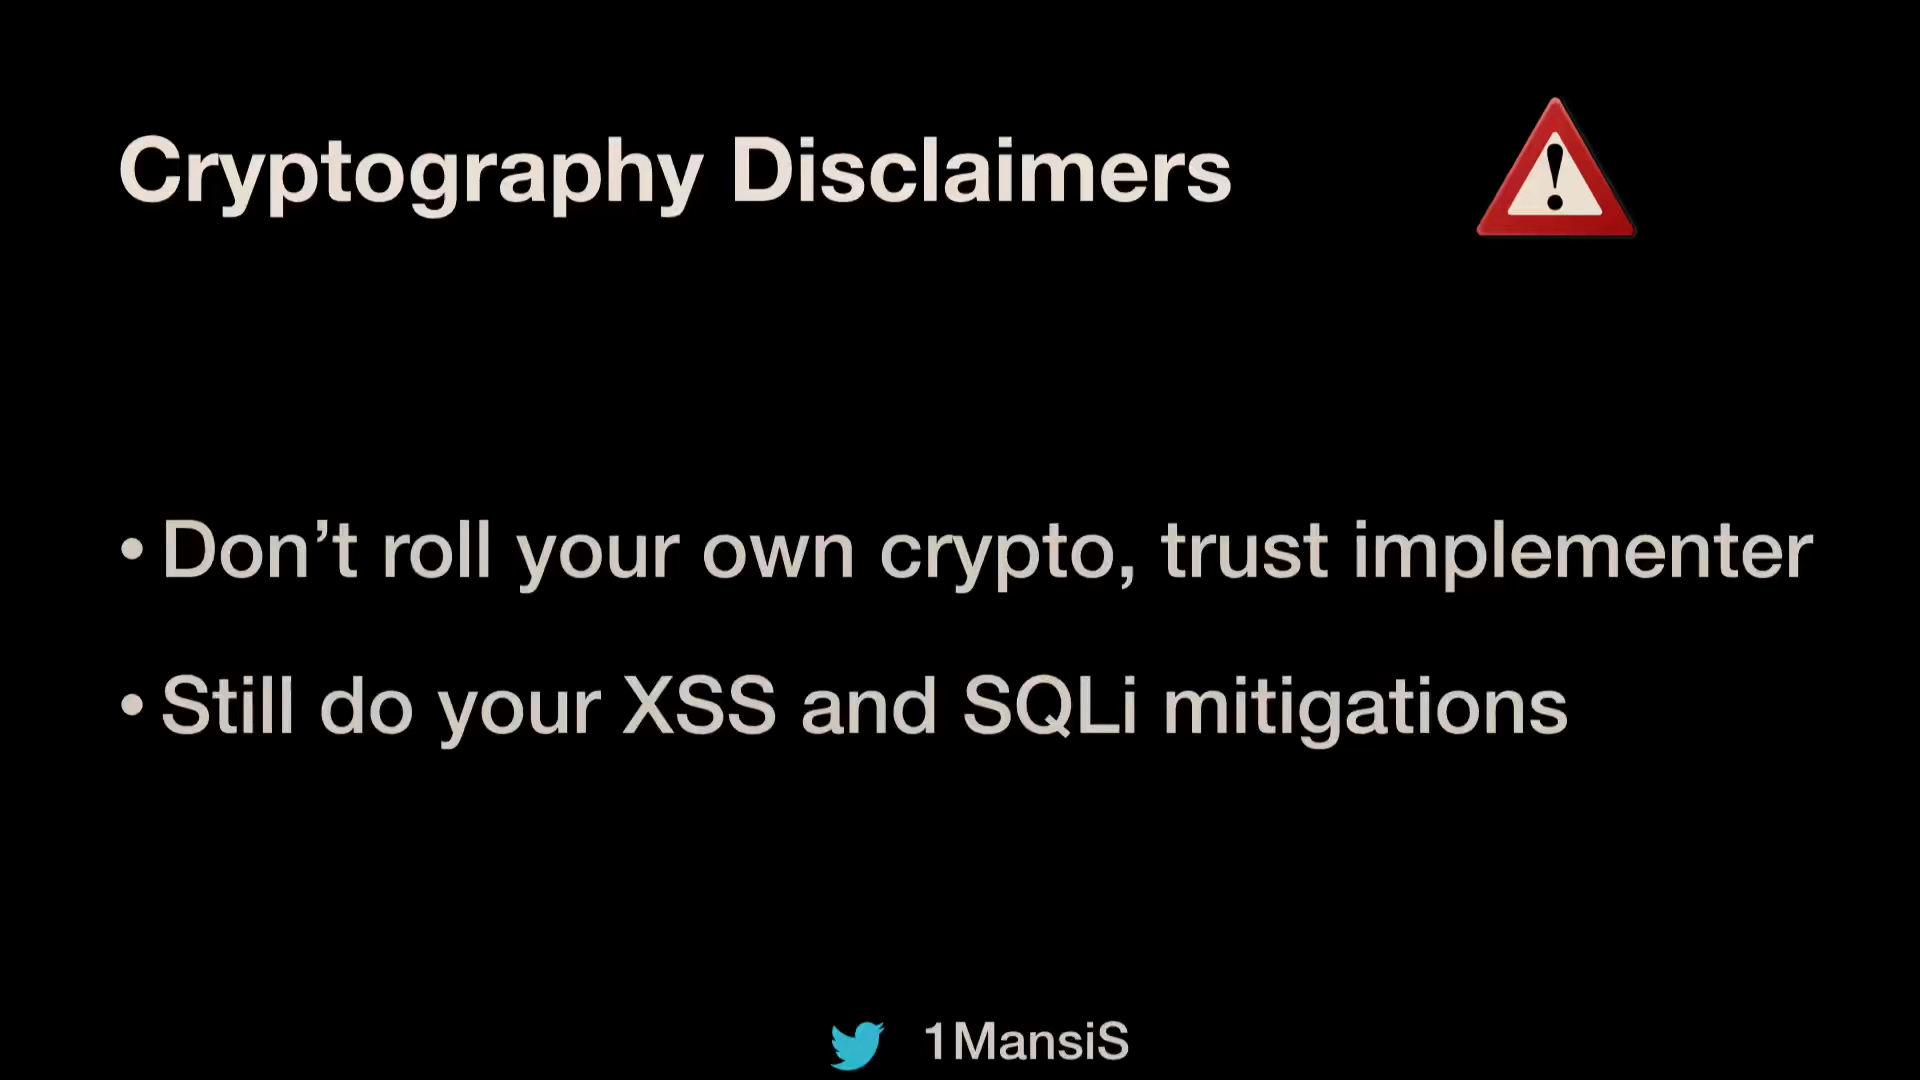 Cryptography Disclaimers
• Don’t roll your own crypto, trust implementer
• Still do your XSS and SQLi mitigations
1MansiS